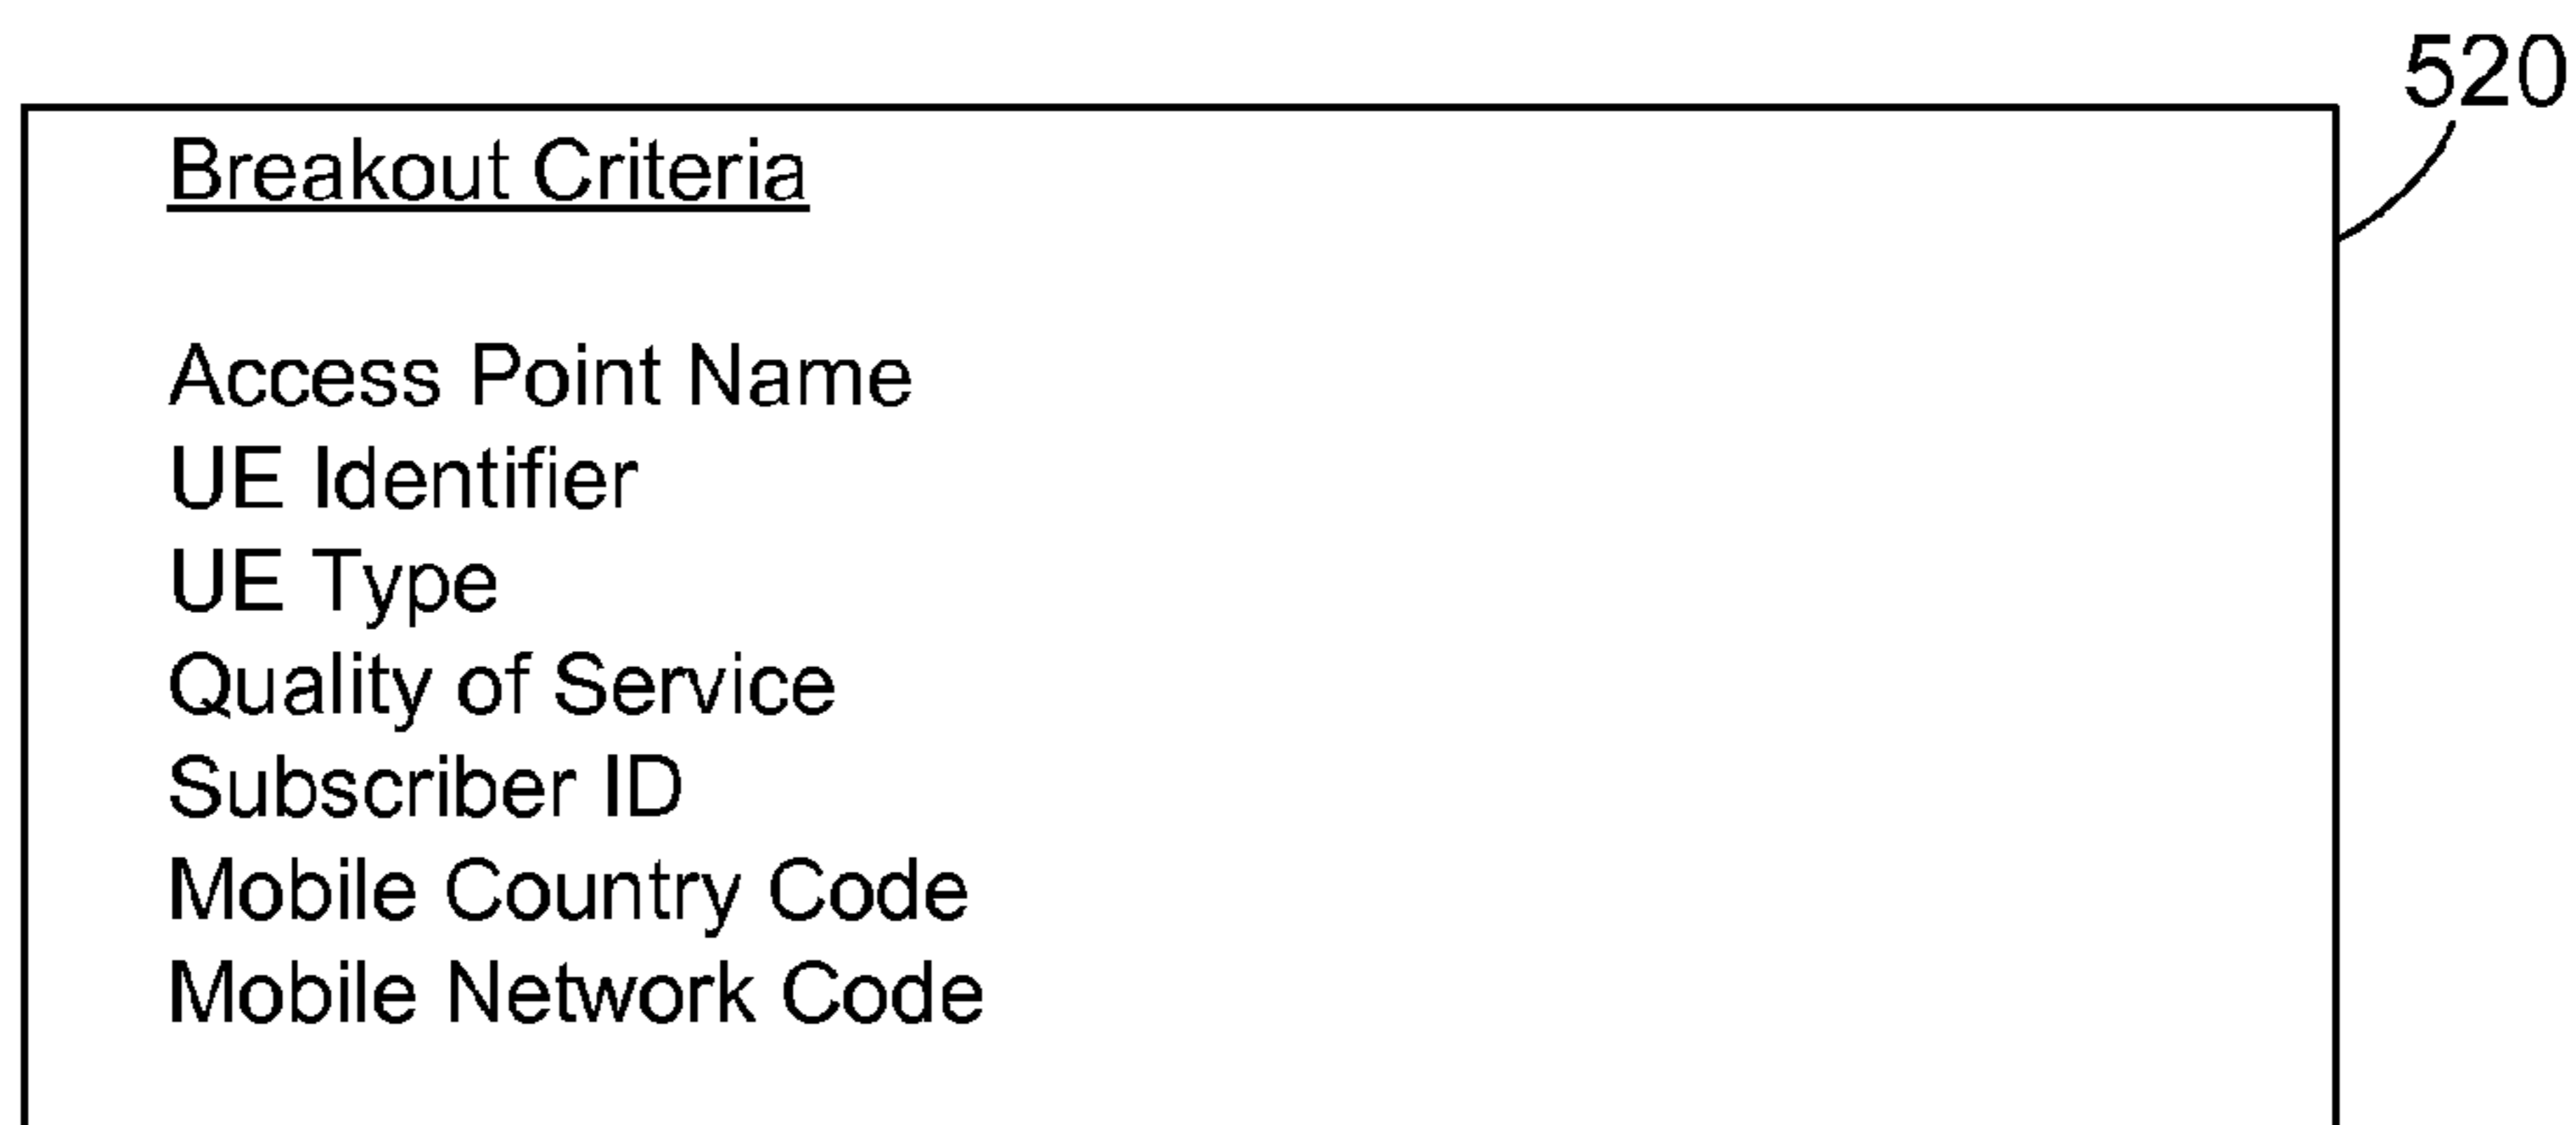 520
Breakout Criteria
Access Point Name
UE Identifier
UE Type
Quality of Service
Subscriber ID
Mobile Country Code
Mobile Network Code